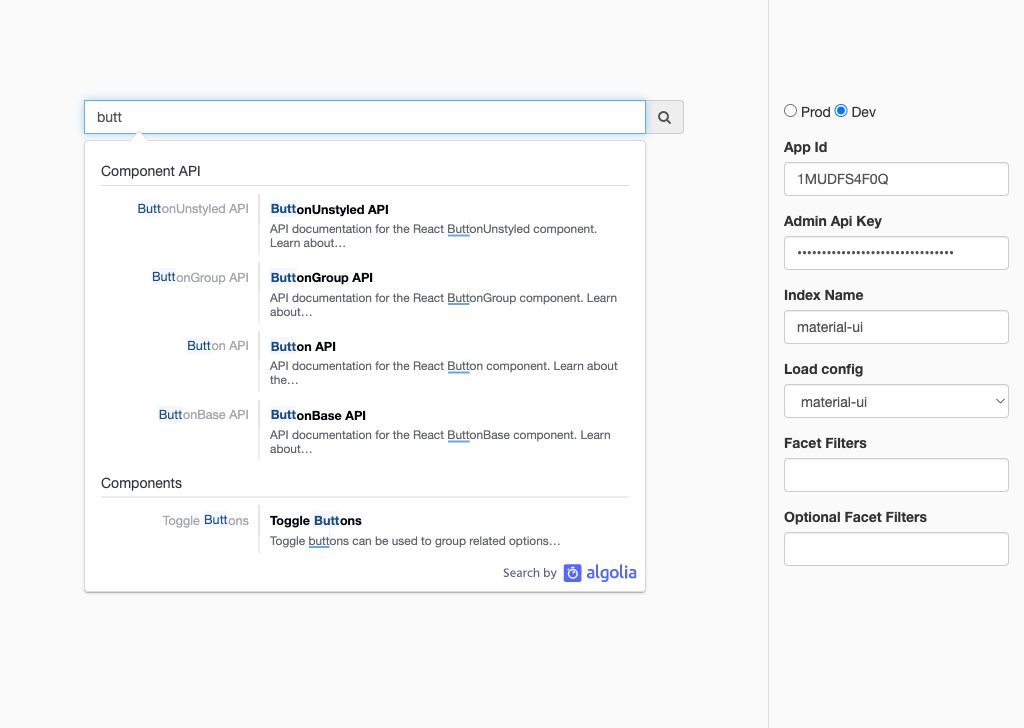 butt
Component API
ButtonUnstyled API
ButtonUnstyled API
API documentation for the React ButtonUnstyled component.
Learn about…
ButtonGroup API
ButtonGroup API
API documentation for the React ButtonGroup component. Learn
about…
Button API
Button API
API documentation for the React Button component. Learn about
the…
ButtonBase API
ButtonBase API
API documentation for the React ButtonBase component. Learn
about…
Components
Toggle Buttons
Toggle Buttons
Toggle buttons can be used to group related options…
Search by algolia
Prod Dev
App Id
1MUDFS4F0Q
Admin Api Key
••••••••••••••••••••••••••••••••
Index Name
material-ui
Load config
material-ui
Facet Filters
Optional Facet Filters